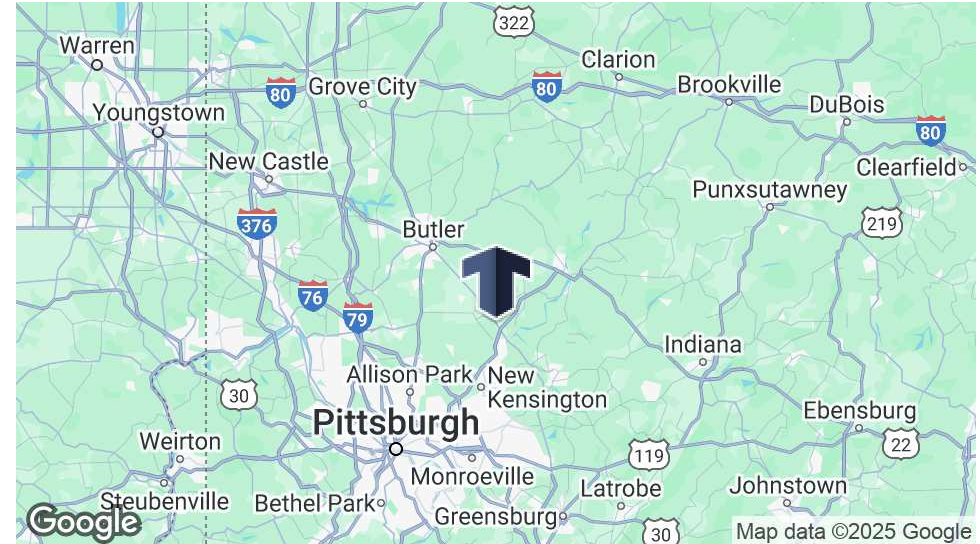 322
Warren
Clarion
80
Grove City
80
Brookville
Youngstown
DuBois
80
New Castle
Clearfield
Punxsutawney
376
219
Butler
76
79
Indiana
Allison Park
New
Kensington
30
Ebensburg
Pittsburgh
22
Weirton
119
Monroeville
Steubenville
Bethel Park
Latrobe
Johnstown
Greensburg
30
Google
Map data ©2025 Google